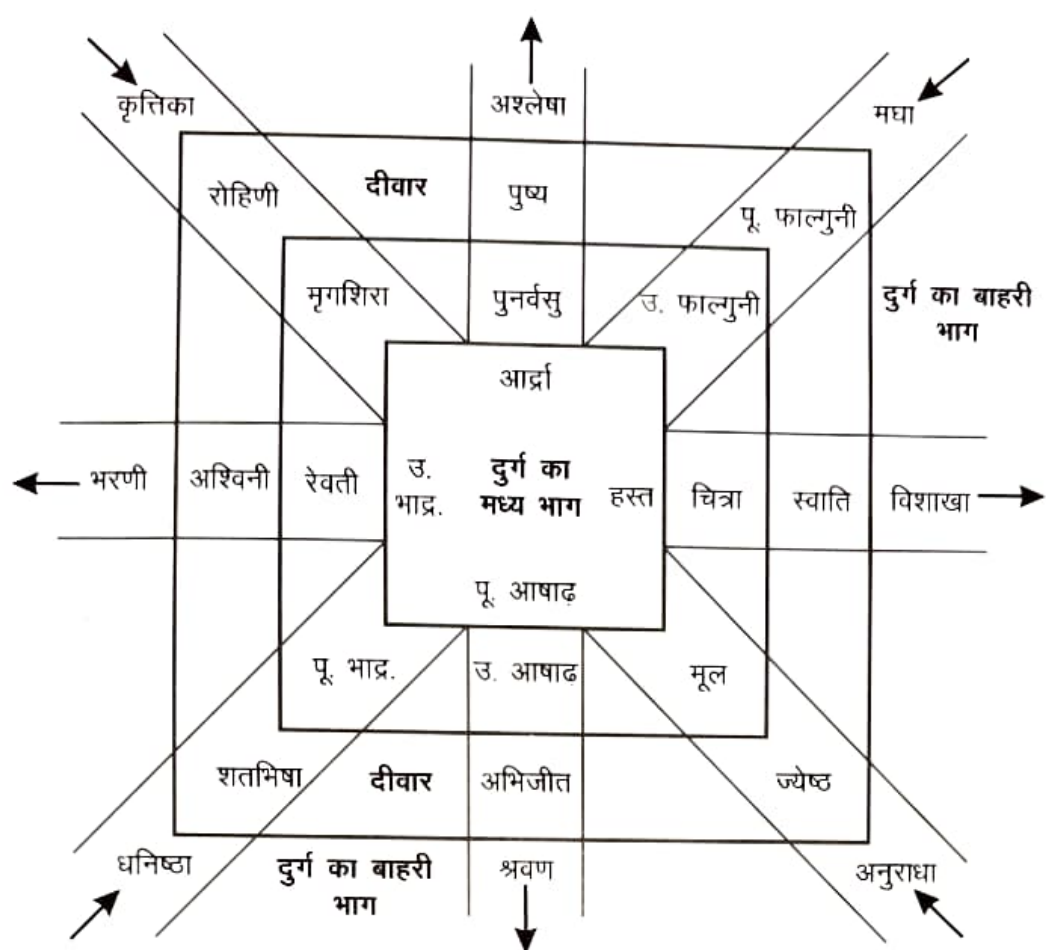 कृत्तिका
अश्लेषा
मघा
रोहिणी
दीवार
पुष्य
पू. फाल्गुनी
मृगशिरा
पुनर्वसु
उ. फाल्गुनी
दुर्ग का बाहरी
भाग
आर्द्रा
भरणी
अश्विनी
रेवती
उ.
भाद्र.
दुर्ग का
मध्य भाग
हस्त
चित्रा
स्वाति
विशाखा
पू. आषाढ़
पू. भाद्र.
उ. आषाढ़
मूल
शतभिषा
दीवार
अभिजीत
ज्येष्ठ
धनिष्ठा
दुर्ग का बाहरी
भाग
श्रवण
अनुराधा